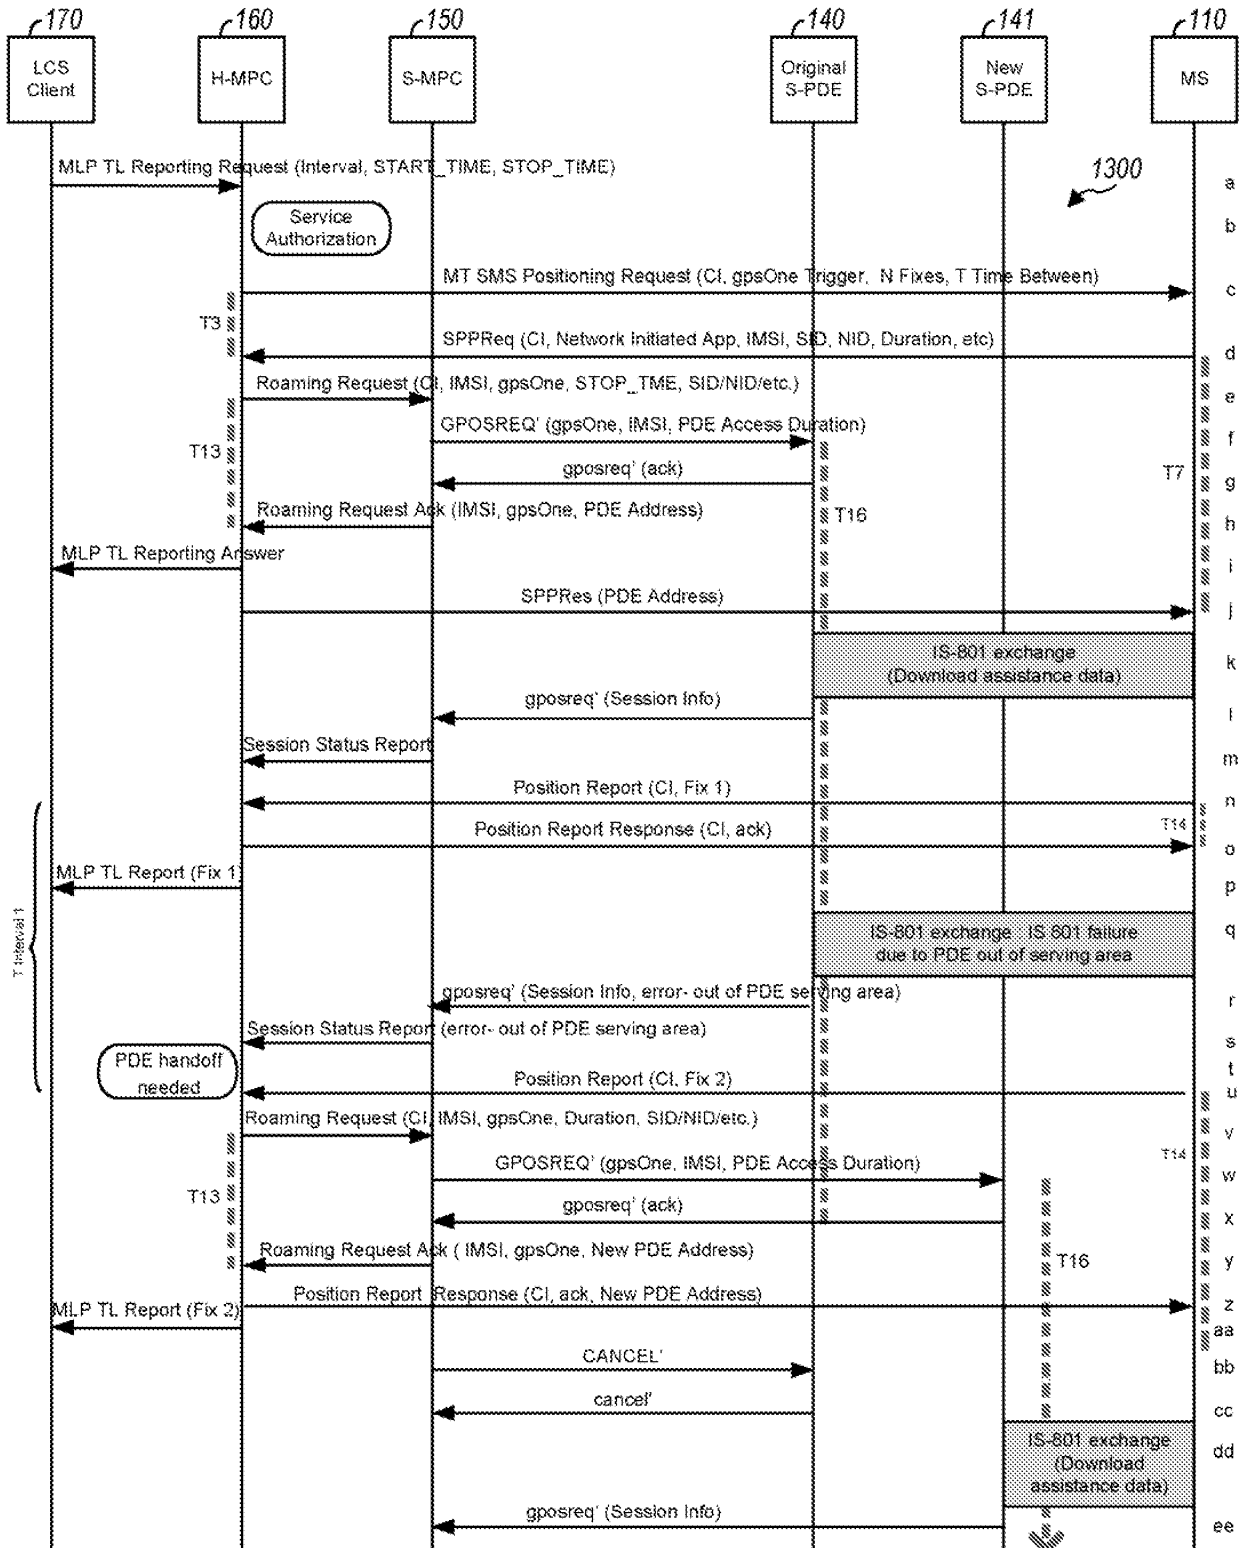 170 160 150 140 141 110
LCS
Client
H-MPC
S-MPC
Original
S-PDE
New
S-PDE
MS
1300
MLP TL Reporting Request (Interval, START_TIME, STOP_TIME)
a
Service
Authorization
b
MT SMS Positioning Request (CI, gpsOne Trigger, N Fixes, T Time Between)
c
T3
SPPReq (CI, Network Initiated App, IMSI, SID, NID, Duration, etc)
d
Roaming Request (CI, IMSI, gpsOne, STOP_TME, SID/NID/etc.)
e
GPOSREQ' (gpsOne, IMSI, PDE Access Duration)
f
T13
T7
gposreq' (ack)
g
Roaming Request Ack (IMSI, gpsOne, PDE Address)
T16
h
MLP TL Reporting Answer
i
SPPRes (PDE Address)
j
IS-801 exchange
(Download assistance data)
k
gposreq' (Session Info)
l
Session Status Report
m
Position Report (CI, Fix 1)
n
Position Report Response (CI, ack)
T14
o
MLP TL Report (Fix 1)
p
T Interval 1
IS-801 exchange IS 801 failure
due to PDE out of serving area
q
gposreq' (Session Info, error- out of PDE serving area)
r
Session Status Report (error- out of PDE serving area)
s
PDE handoff
needed
t
Position Report (CI, Fix 2)
u
Roaming Request (CI, IMSI, gpsOne, Duration, SID/NID/etc.)
v
T14
GPOSREQ' (gpsOne, IMSI, PDE Access Duration)
w
T13
gposreq' (ack)
x
Roaming Request Ack ( IMSI, gpsOne, New PDE Address)
T16
y
Position Report Response (CI, ack, New PDE Address)
z
MLP TL Report (Fix 2)
aa
CANCEL'
bb
cancel'
cc
IS-801 exchange
(Download
assistance data)
dd
gposreq' (Session Info)
ee